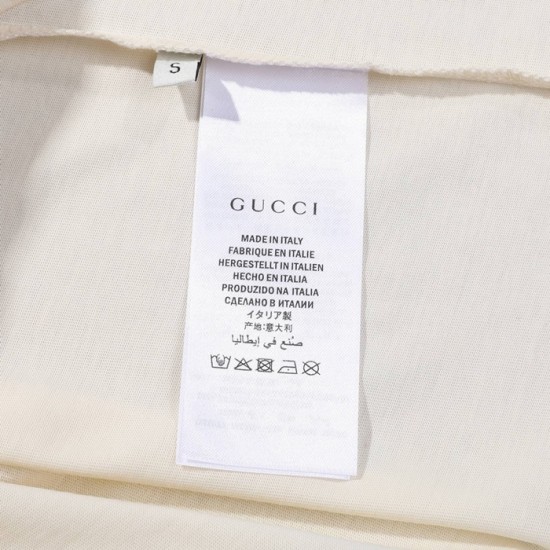 S
GUCCI
MADE IN ITALY
FABRIQUE EN ITALIE
HERGESTELLT IN ITALIEN
HECHO EN ITALIA
PRODUZIDO NA ITALIA
СДЕЛАНО В ИТАЛИИ
イタリア製
产地:意大利
صنع في إيطاليا